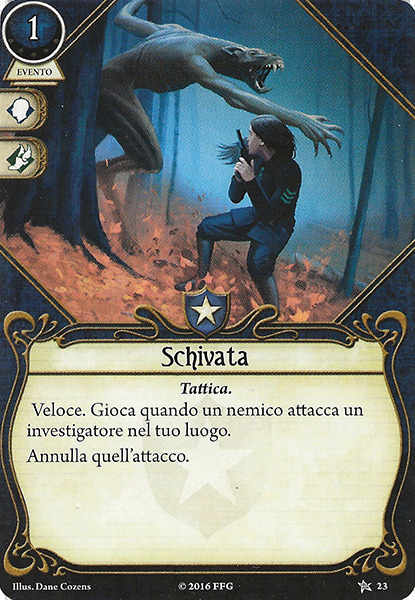 1
EVENTO
Schivata
Tattica.
Veloce. Gioca quando un nemico attacca un
investigatore nel tuo luogo.
Annulla quell'attacco.
Illus. Dane Cozens
© 2016 FFG
23